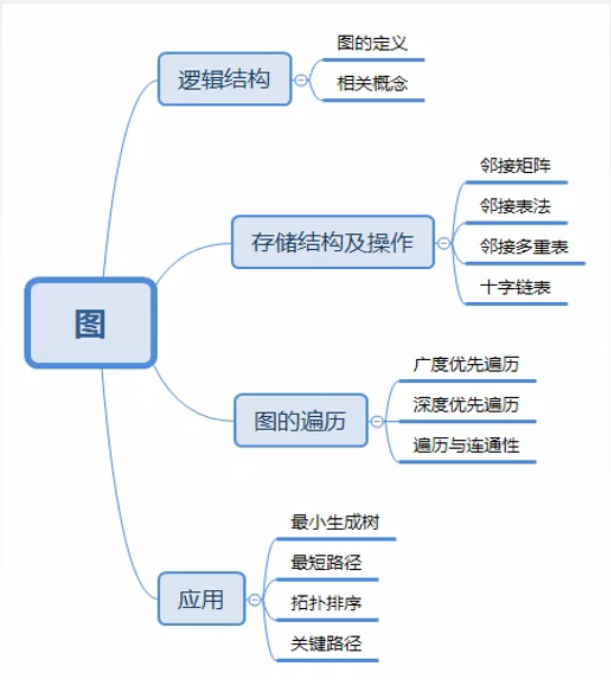 图
逻辑结构
图的定义
相关概念
存储结构及操作
邻接矩阵
邻接表法
邻接多重表
十字链表
图的遍历
广度优先遍历
深度优先遍历
遍历与连通性
应用
最小生成树
最短路径
拓扑排序
关键路径